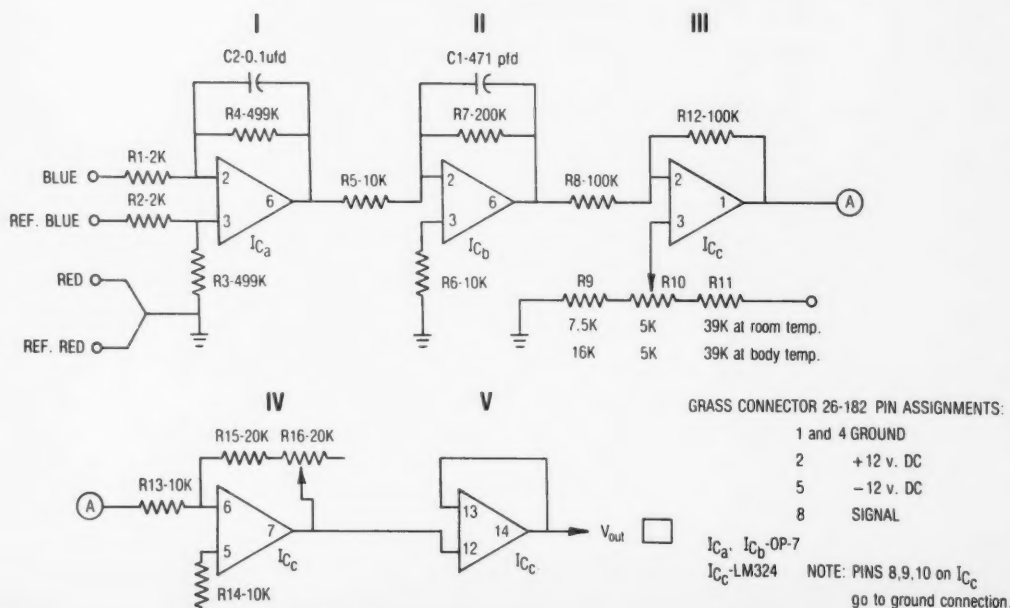 I II III
C2-0.1ufd
C1-471 pfd
R4-499K
R7-200K
R12-100K
R1-2K
BLUE
2
6
R5-10K
2
6
R8-100K
2
1
A
R2-2K
REF. BLUE
3
3
3
ICa
ICb
ICc
RED
R3-499K
R6-10K
R9 R10 R11
7.5K 5K 39K at room temp.
REF. RED
16K 5K 39K at body temp.
IV V
GRASS CONNECTOR 26-182 PIN ASSIGNMENTS:
1 and 4 GROUND
2 +12 v. DC
5 -12 v. DC
8 SIGNAL
R15-20K R16-20K
R13-10K
A
6
7
5
ICc
R14-10K
13
14
12
ICc
Vout
ICa, ICb-OP-7
ICc-LM324 NOTE: PINS 8,9,10 on ICc
go to ground connection